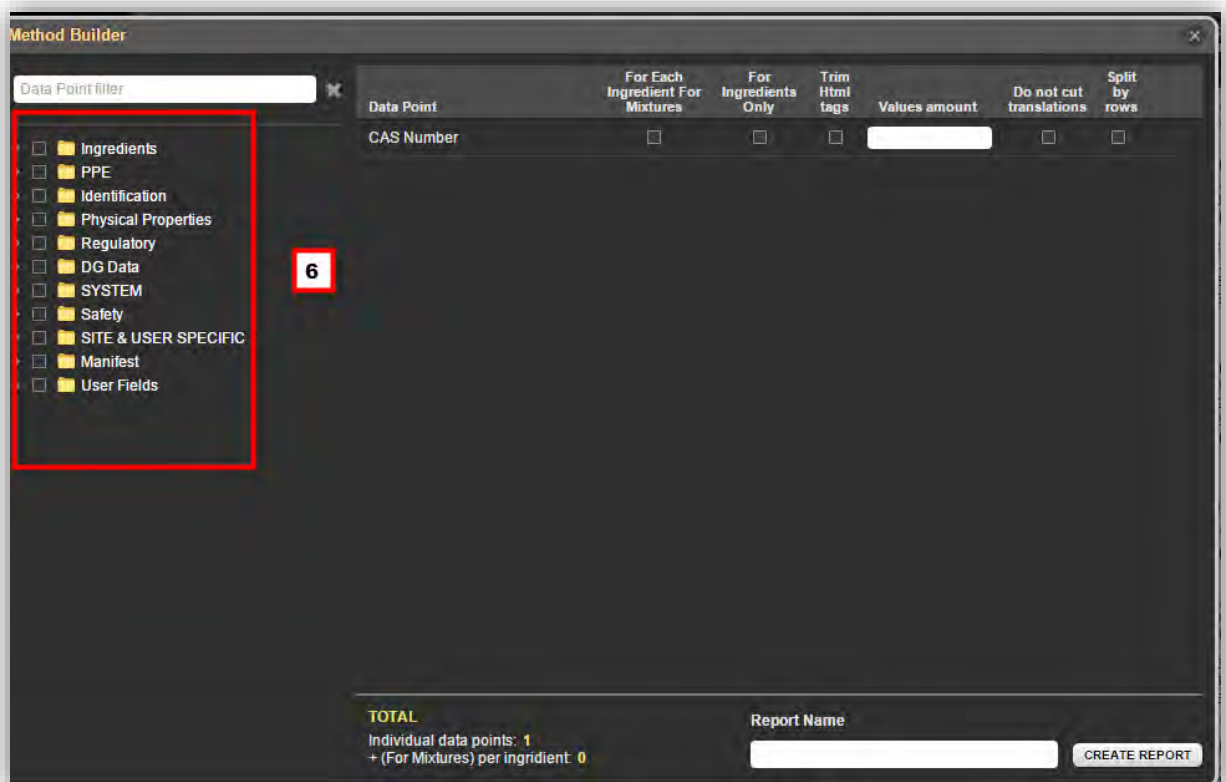 Method Builder
Data Point filter
Ingredients
PPE
Identification
Physical Properties
Regulatory
DG Data
SYSTEM
Safety
SITE & USER SPECIFIC
Manifest
User Fields
6
Data Point
For Each
Ingredient For
Mixtures
For
Ingredients
Only
Trim
Html
tags
Values amount
Do not cut
translations
Split
by
rows
CAS Number
TOTAL
Individual data points: 1
+ (For Mixtures) per ingridient: 0
Report Name
CREATE REPORT